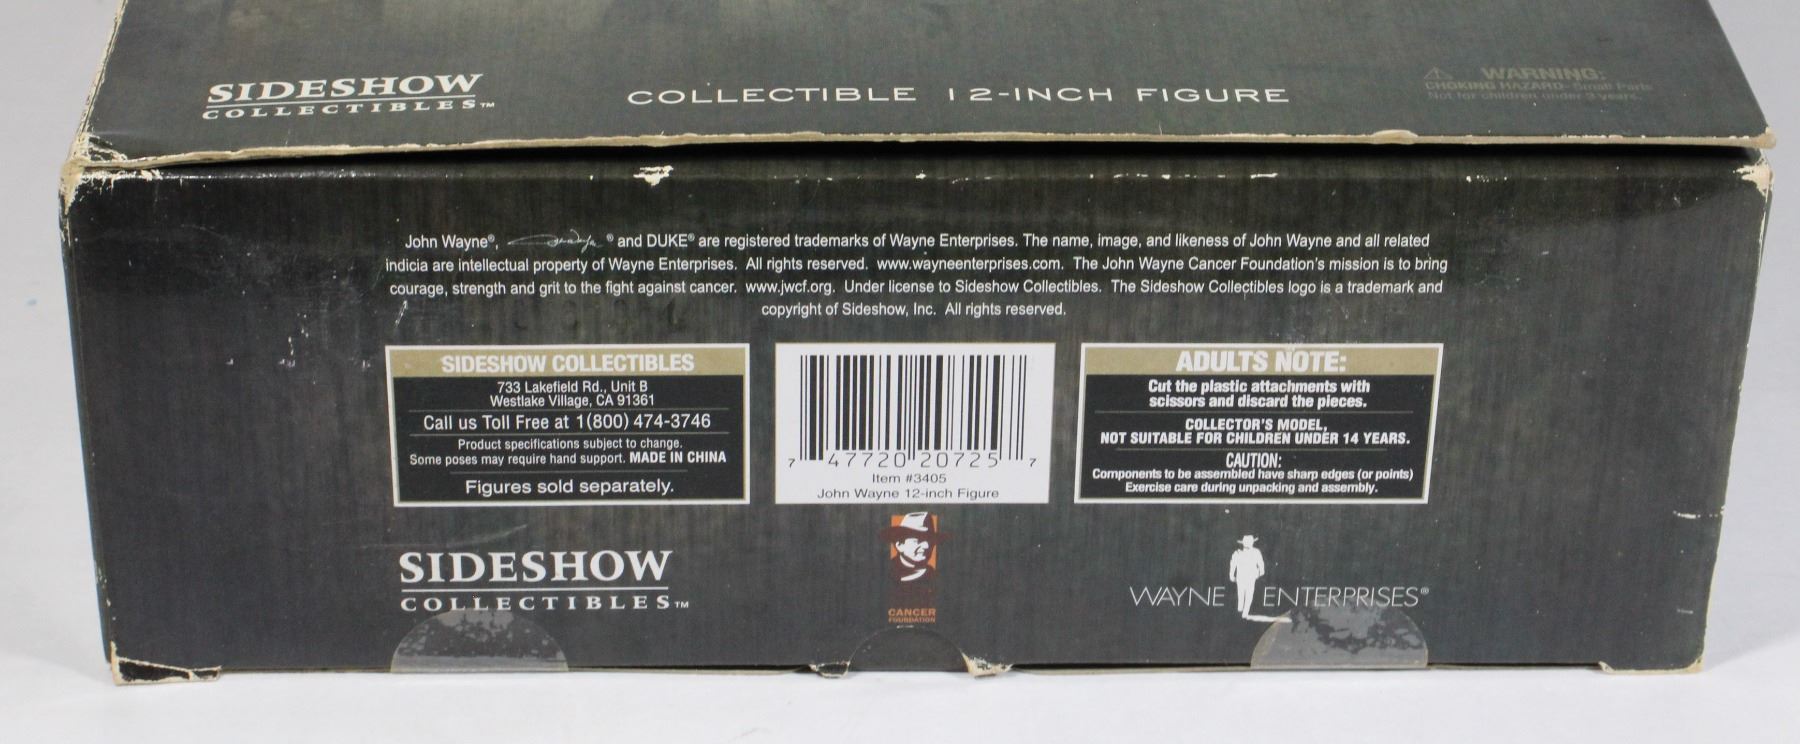 SIDESHOW
COLLECTIBLES™
COLLECTIBLE 12-INCH FIGURE
WARNING:
CHOKING HAZARD- Small Parts
Not for children under 3 years.
John Wayne®, ® and DUKE® are registered trademarks of Wayne Enterprises. The name, image, and likeness of John Wayne and all related
indicia are intellectual property of Wayne Enterprises. All rights reserved. www.wayneenterprises.com. The John Wayne Cancer Foundation's mission is to bring
courage, strength and grit to the fight against cancer. www.jwcf.org. Under license to Sideshow Collectibles. The Sideshow Collectibles logo is a trademark and
copyright of Sideshow, Inc. All rights reserved.
SIDESHOW COLLECTIBLES
733 Lakefield Rd., Unit B
Westlake Village, CA 91361
Call us Toll Free at 1(800) 474-3746
Product specifications subject to change.
Some poses may require hand support. MADE IN CHINA
Figures sold separately.
7 47720 20725 7
Item #3405
John Wayne 12-inch Figure
ADULTS NOTE:
Cut the plastic attachments with
scissors and discard the pieces.
COLLECTOR'S MODEL,
NOT SUITABLE FOR CHILDREN UNDER 14 YEARS.
CAUTION:
Components to be assembled have sharp edges (or points)
Exercise care during unpacking and assembly.
SIDESHOW
COLLECTIBLES™
CANCER
FOUNDATION
WAYNE ENTERPRISES®